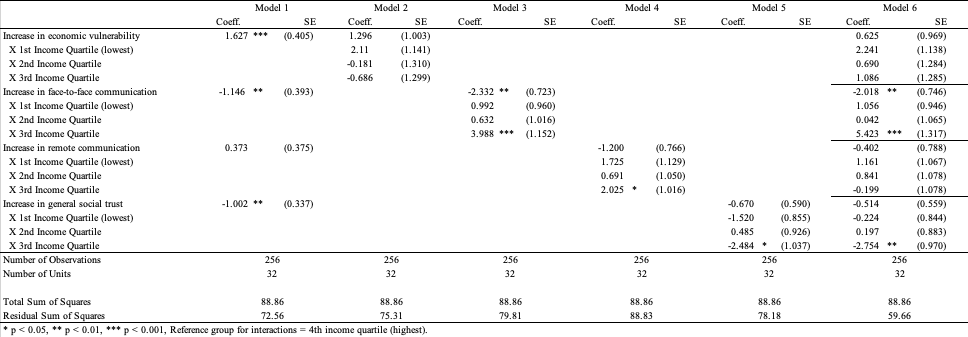 Model 1 Model 2 Model 3 Model 4 Model 5 Model 6
Coeff. SE Coeff. SE Coeff. SE Coeff. SE Coeff. SE Coeff. SE
Increase in economic vulnerability 1.627 *** (0.405) 1.296 (1.003) 0.625 (0.969)
X 1st Income Quartile (lowest) 2.11 (1.141) 2.241 (1.138)
X 2nd Income Quartile -0.181 (1.310) 0.690 (1.284)
X 3rd Income Quartile -0.686 (1.299) 1.086 (1.285)
Increase in face-to-face communication -1.146 ** (0.393) -2.332 ** (0.723) -2.018 ** (0.746)
X 1st Income Quartile (lowest) 0.992 (0.960) 1.056 (0.946)
X 2nd Income Quartile 0.632 (1.016) 0.042 (1.065)
X 3rd Income Quartile 3.988 *** (1.152) 5.423 *** (1.317)
Increase in remote communication 0.373 (0.375) -1.200 (0.766) -0.402 (0.788)
X 1st Income Quartile (lowest) 1.725 (1.129) 1.161 (1.067)
X 2nd Income Quartile 0.691 (1.050) 0.841 (1.078)
X 3rd Income Quartile 2.025 * (1.016) -0.199 (1.078)
Increase in general social trust -1.002 ** (0.337) -0.670 (0.590) -0.514 (0.559)
X 1st Income Quartile (lowest) -1.520 (0.855) -0.224 (0.844)
X 2nd Income Quartile 0.485 (0.926) 0.197 (0.883)
X 3rd Income Quartile -2.484 * (1.037) -2.754 ** (0.970)
Number of Observations 256 256 256 256 256 256
Number of Units 32 32 32 32 32 32
Total Sum of Squares 88.86 88.86 88.86 88.86 88.86 88.86
Residual Sum of Squares 72.56 75.31 79.81 88.83 78.18 59.66
* p < 0.05, ** p < 0.01, *** p < 0.001, Reference group for interactions = 4th income quartile (highest).